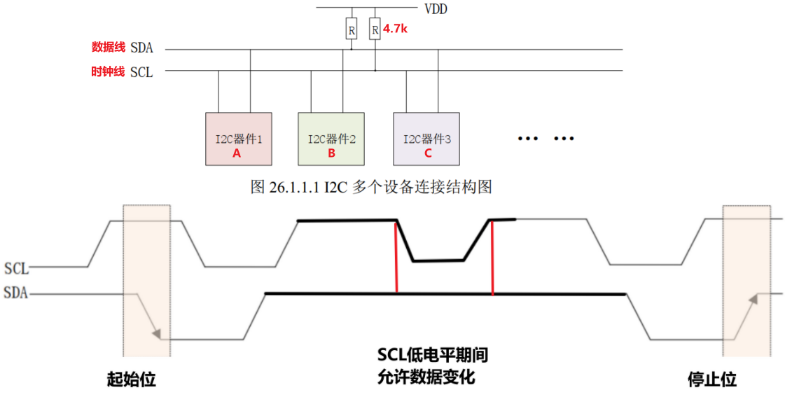 VDD
R
R
4.7k
数据线 SDA
时钟线 SCL
I2C器件1
A
I2C器件2
B
I2C器件3
C
... ...
图 26.1.1.1 I2C 多个设备连接结构图
SCL
SDA
起始位
SCL低电平期间
允许数据变化
停止位